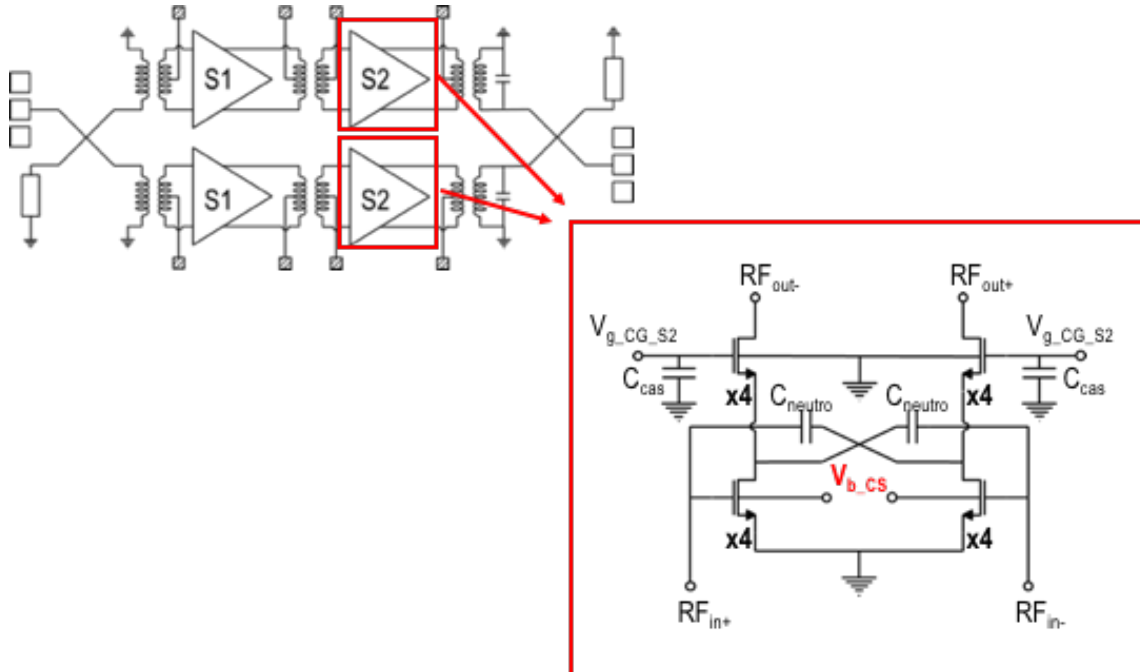 S1
S2
S1
S2
RFout-
RFout+
Vg_CG_S2
Vg_CG_S2
Ccas
Ccas
x4
Cneutro
Cneutro
x4
Vb_CS
x4
x4
RFin+
RFin-